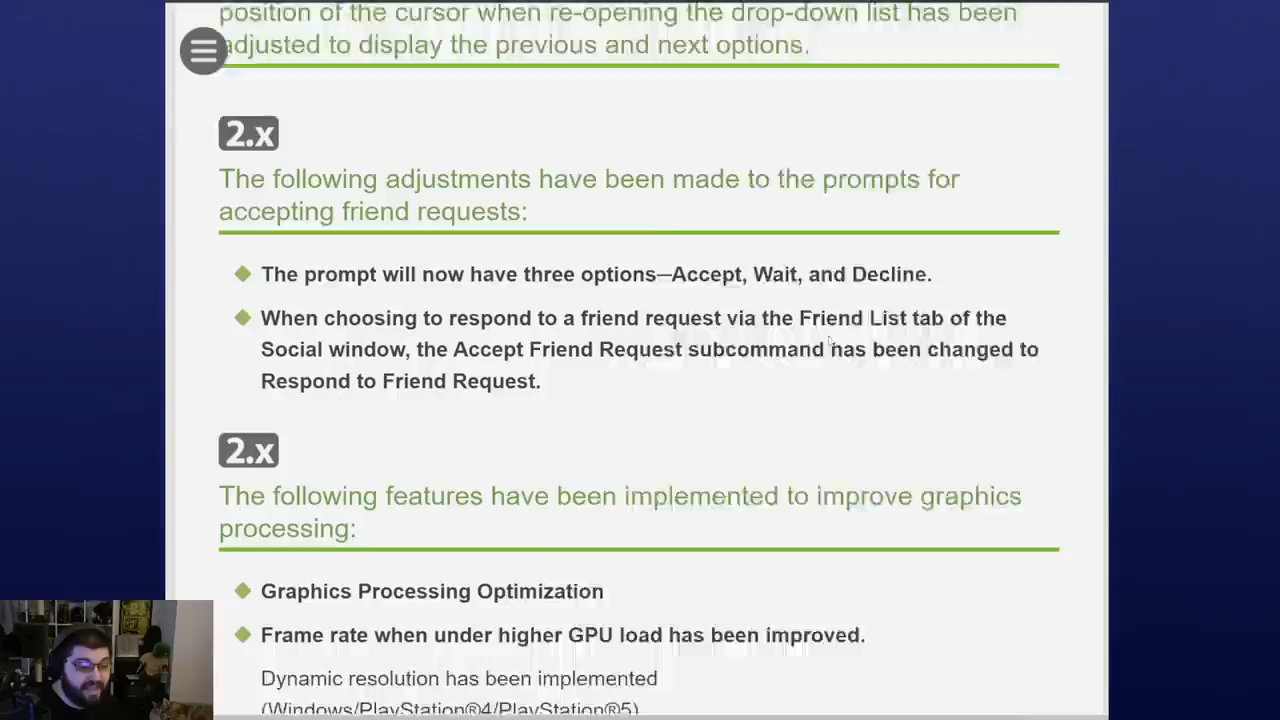 position of the cursor when re-opening the drop-down list has been
adjusted to display the previous and next options.
2.x
The following adjustments have been made to the prompts for
accepting friend requests:
The prompt will now have three options—Accept, Wait, and Decline.
When choosing to respond to a friend request via the Friend List tab of the
Social window, the Accept Friend Request subcommand has been changed to
Respond to Friend Request.
2.x
The following features have been implemented to improve graphics
processing:
Graphics Processing Optimization
Frame rate when under higher GPU load has been improved.
Dynamic resolution has been implemented
(Windows/PlayStation®4/PlayStation®5)